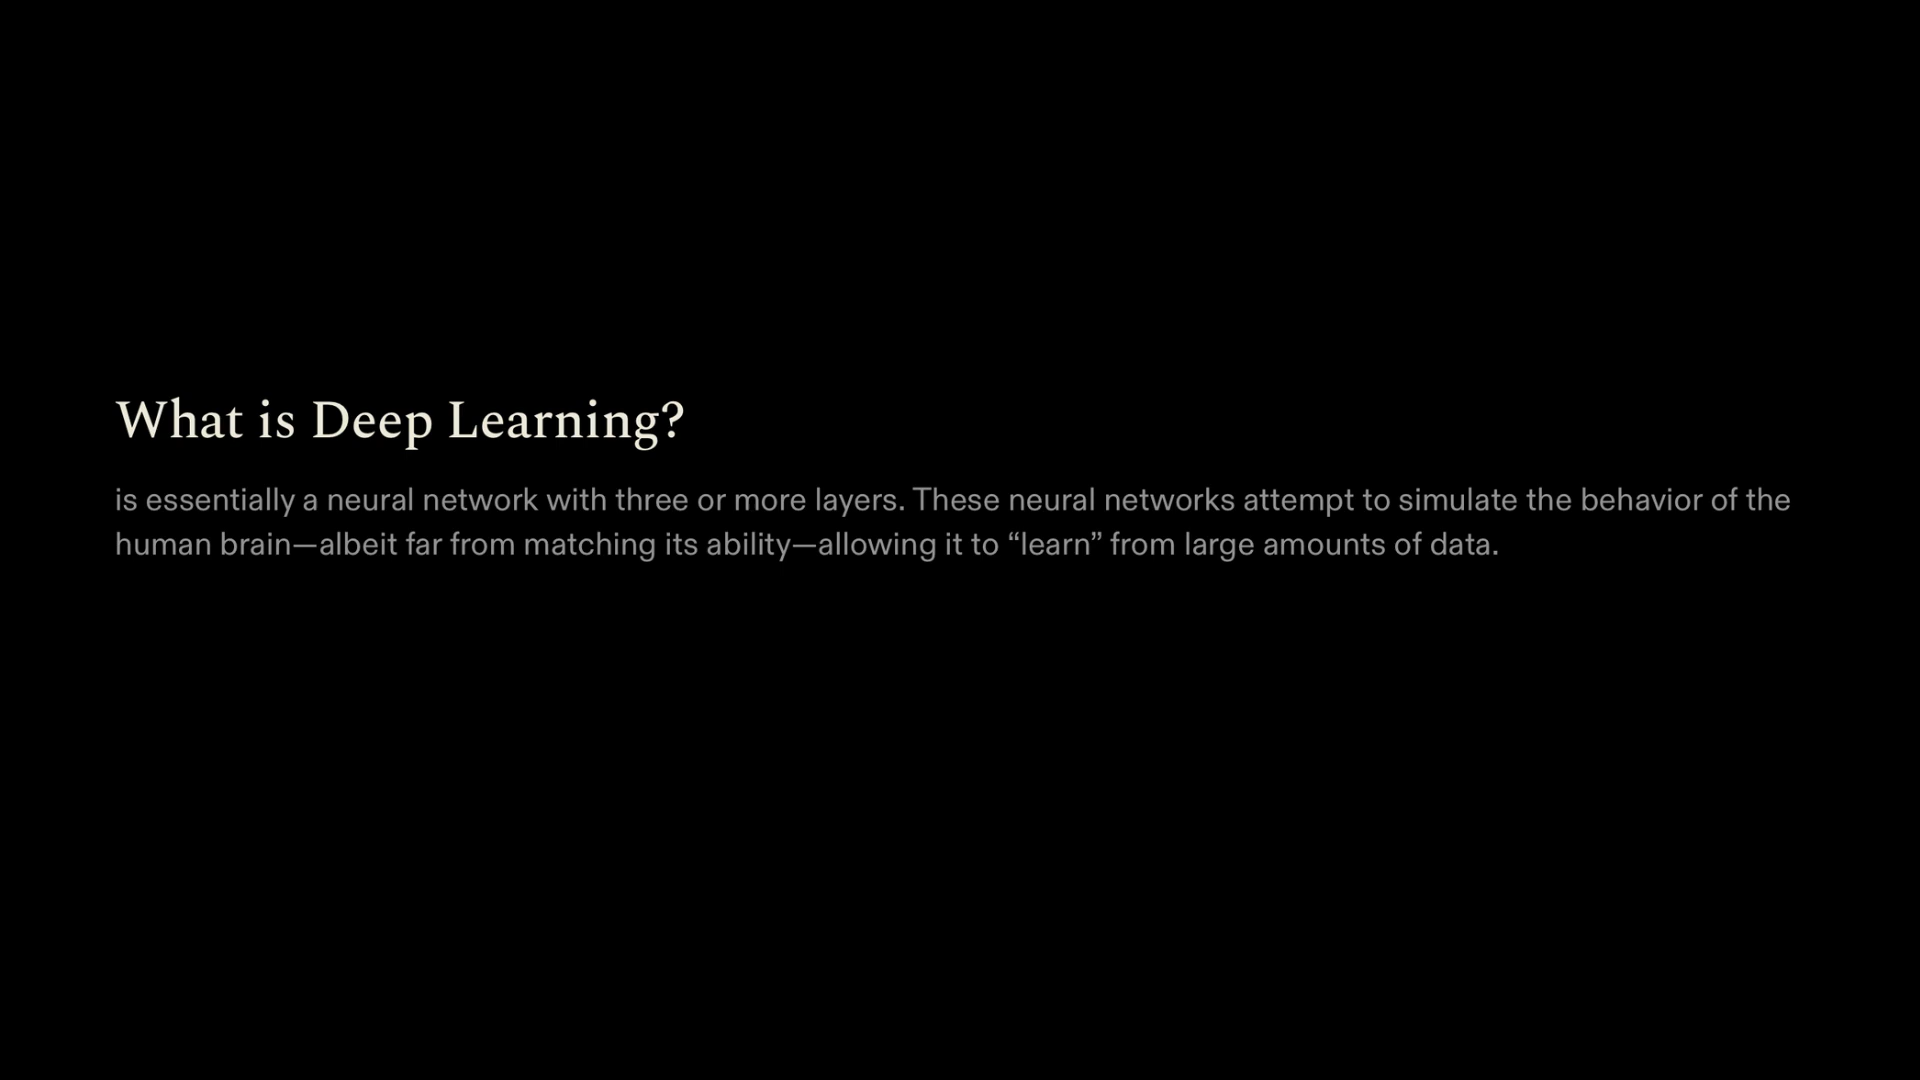 What is Deep Learning?
is essentially a neural network with three or more layers. These neural networks attempt to simulate the behavior of the
human brain—albeit far from matching its ability—allowing it to “learn” from large amounts of data.